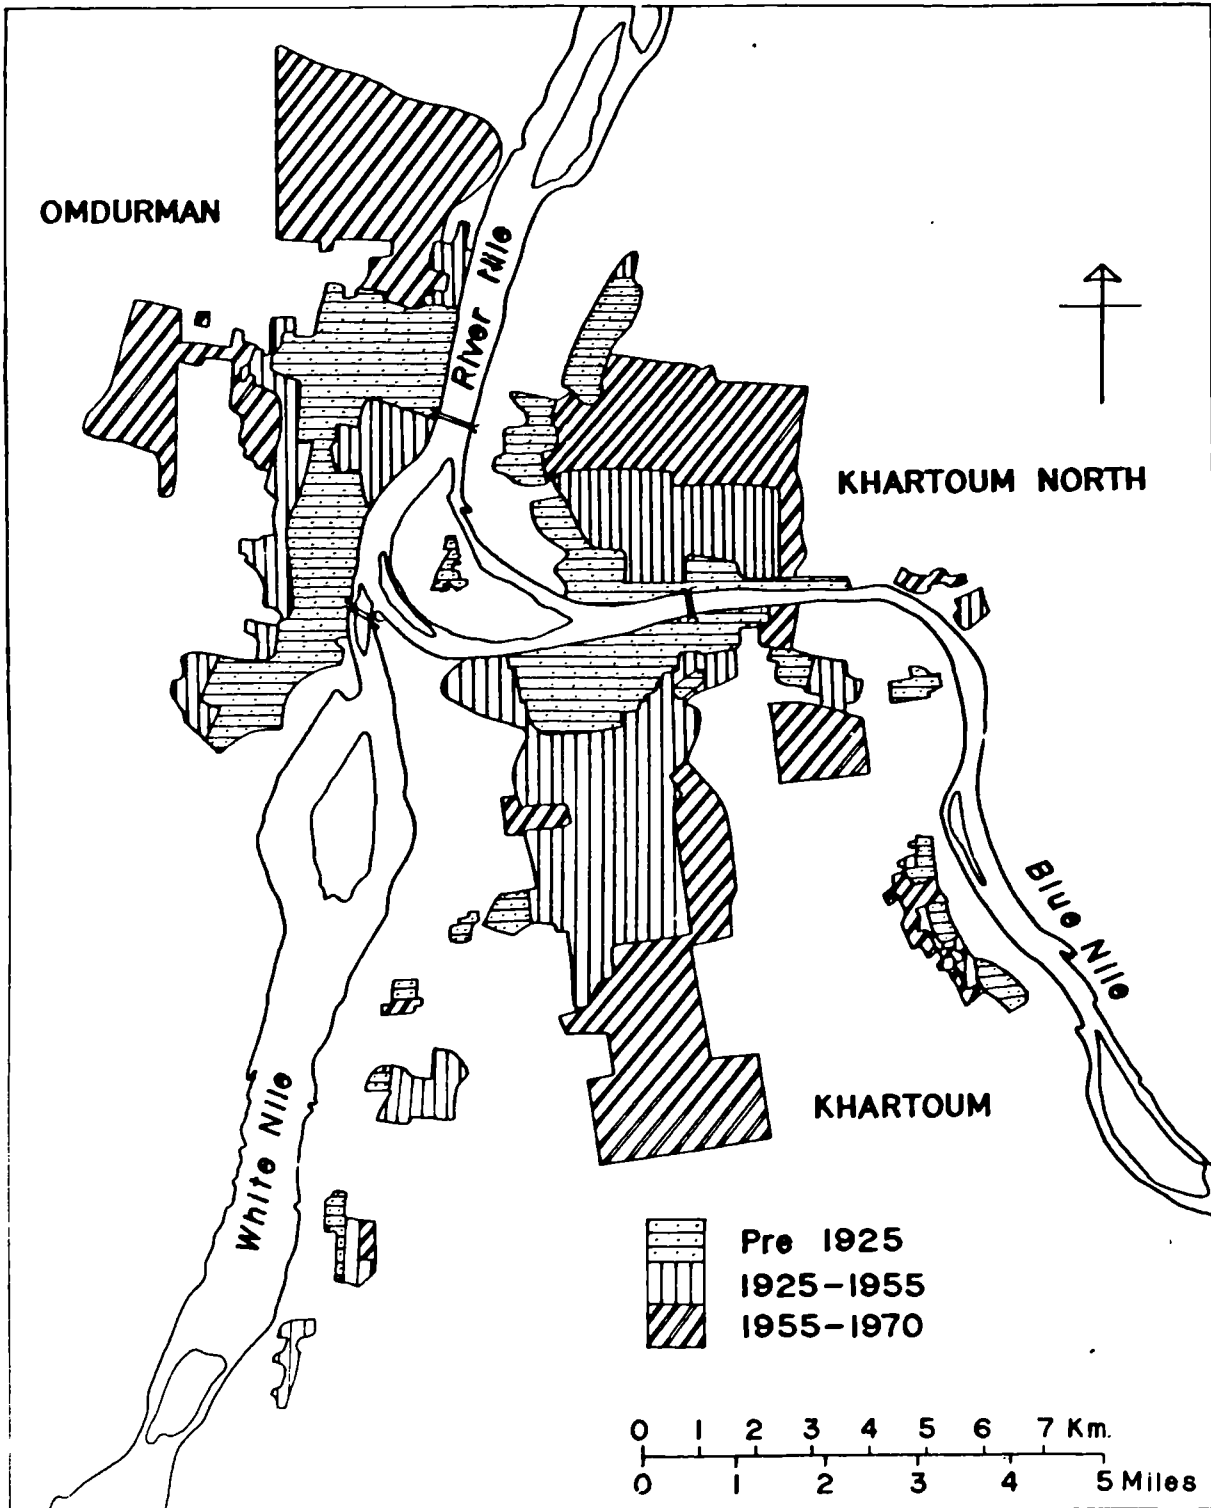 OMDURMAN
River Nile
KHARTOUM NORTH
Blue Nile
White Nile
KHARTOUM
Pre 1925
1925-1955
1955-1970
0 1 2 3 4 5 6 7 Km.
0 1 2 3 4 5 Miles